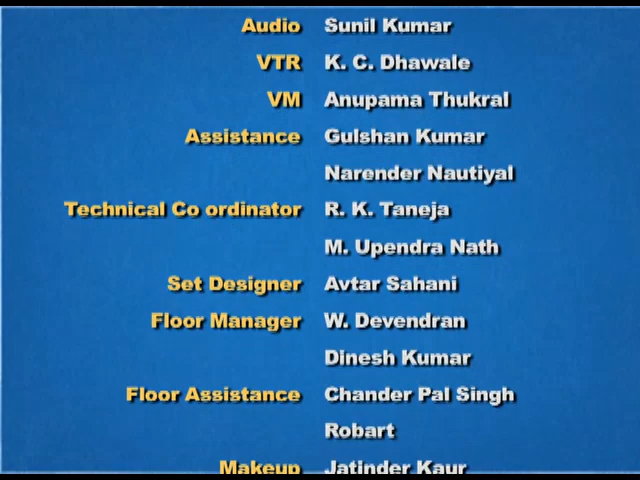 Audio Sunil Kumar
VTR K. C. Dhawale
VM Anupama Thukral
Assistance Gulshan Kumar
Narender Nautiyal
Technical Co ordinator R. K. Taneja
M. Upendra Nath
Set Designer Avtar Sahani
Floor Manager W. Devendran
Dinesh Kumar
Floor Assistance Chander Pal Singh
Robart
Makeup Jatinder Kaur